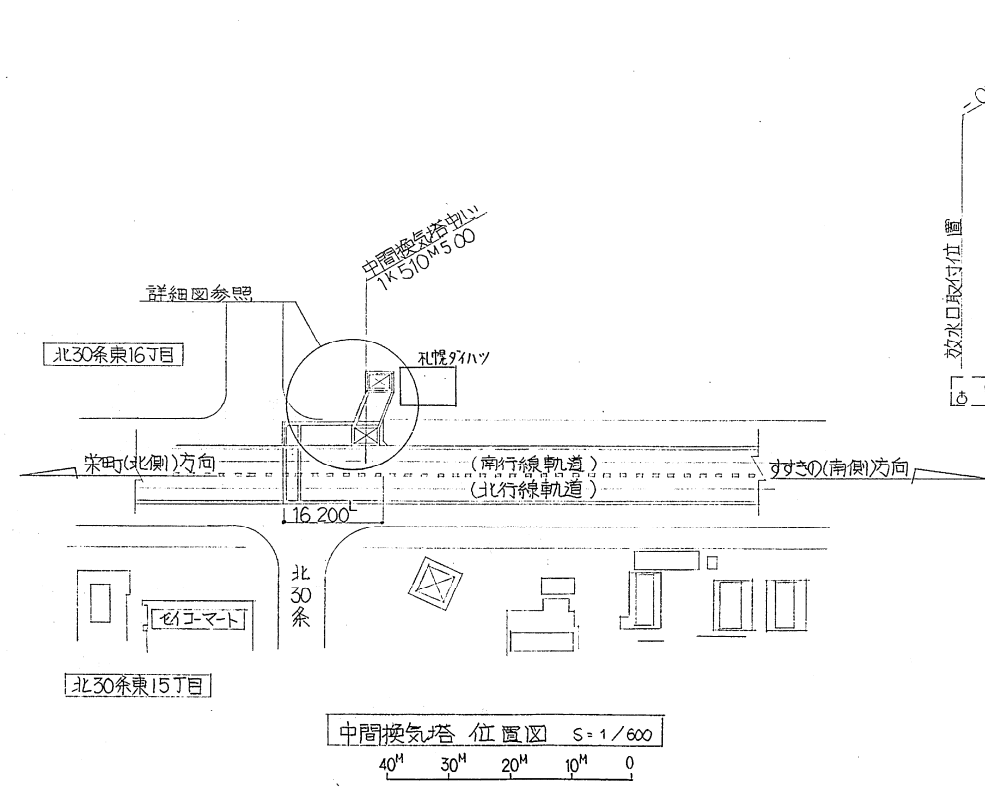 中間換気塔中心
1K510M500
詳細図参照
放水口取付位置
北30条東16丁目
札幌ダイハツ
栄町(北側)方向
(南行線軌道)
すすきの(南側)方向
(北行線軌道)
16 200
北30条
セイコーマート
北30条東15丁目
中間換気塔 位置図 S=1/600
40M 30M 20M 10M 0